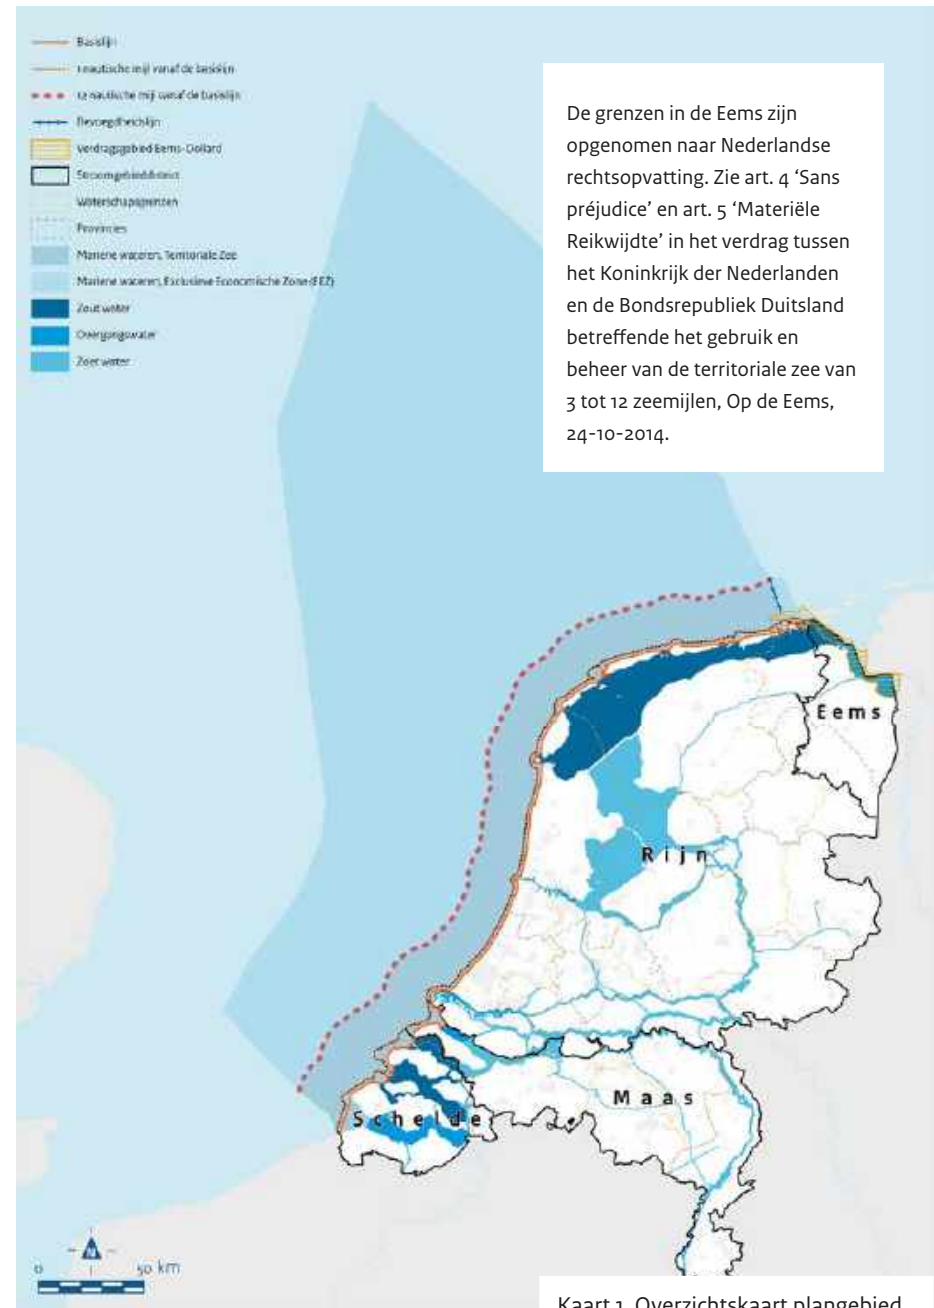 Basislijn
1 nautische mijl vanaf de basislijn
12 nautische mijl vanaf de basislijn
Bevoegdheidslijn
Verdragsgebied Eems-Dollard
Stroomgebieddistrict
Waterschapsgrenzen
Provincies
Mariene wateren, Territoriale Zee
Mariene wateren, Exclusieve Economische Zone (EEZ)
Zout water
Overgangswater
Zoet water
De grenzen in de Eems zijn
opgenomen naar Nederlandse
rechtsopvatting. Zie art. 4 ‘Sans
préjudice’ en art. 5 ‘Materiële
Reikwijdte’ in het verdrag tussen
het Koninkrijk der Nederlanden
en de Bondsrepubliek Duitsland
betreffende het gebruik en
beheer van de territoriale zee van
3 tot 12 zeemijlen, Op de Eems,
24-10-2014.
Eems
Rijn
Maas
Schelde
N
0 50 km
Kaart 1. Overzichtskaart plangebied